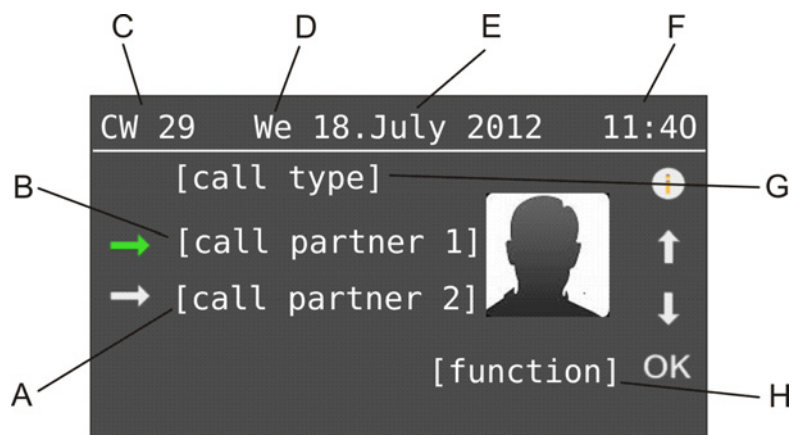 C D E F
CW 29 We 18.July 2012 11:40
[call type] i G
B
[call partner 1]
[call partner 2]
[function] OK
A H